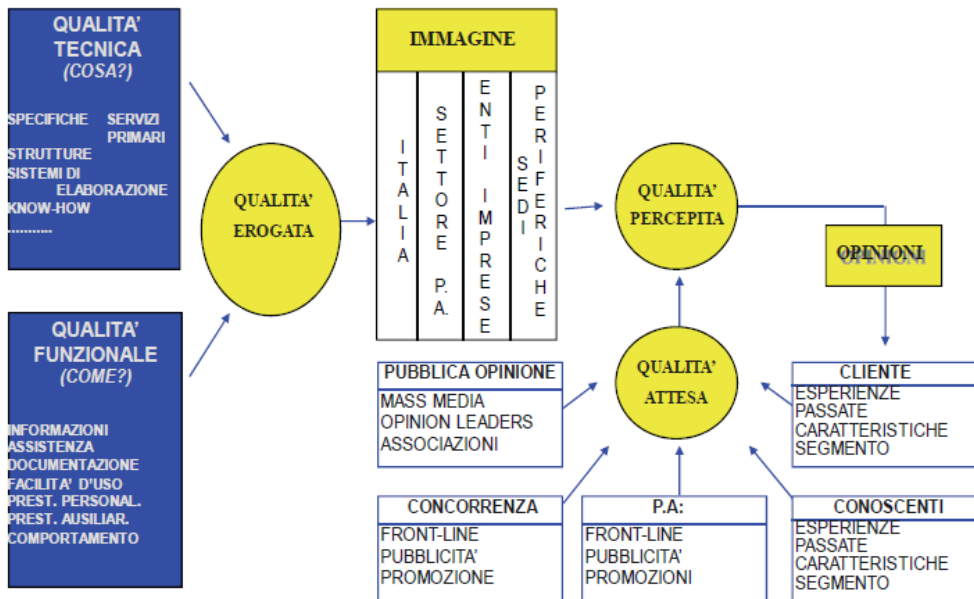 QUALITA'
TECNICA
(COSA?)
SPECIFICHE SERVIZI
PRIMARI
STRUTTURE
SISTEMI DI
ELABORAZIONE
KNOW-HOW
...........
QUALITA'
FUNZIONALE
(COME?)
INFORMAZIONI
ASSISTENZA
DOCUMENTAZIONE
FACILITA' D'USO
PREST. PERSONAL.
PREST. AUSILIAR.
COMPORTAMENTO
QUALITA'
EROGATA
IMMAGINE
ITALIA
SETTORE P.A.
ENTI IMPRESE
SEDI
PERIFERICHE
QUALITA'
PERCEPITA
OPINIONI
QUALITA'
ATTESA
PUBBLICA OPINIONE
MASS MEDIA
OPINION LEADERS
ASSOCIAZIONI
CLIENTE
ESPERIENZE
PASSATE
CARATTERISTICHE
SEGMENTO
CONCORRENZA
FRONT-LINE
PUBBLICITA'
PROMOZIONE
P.A:
FRONT-LINE
PUBBLICITA'
PROMOZIONI
CONOSCENTI
ESPERIENZE
PASSATE
CARATTERISTICHE
SEGMENTO